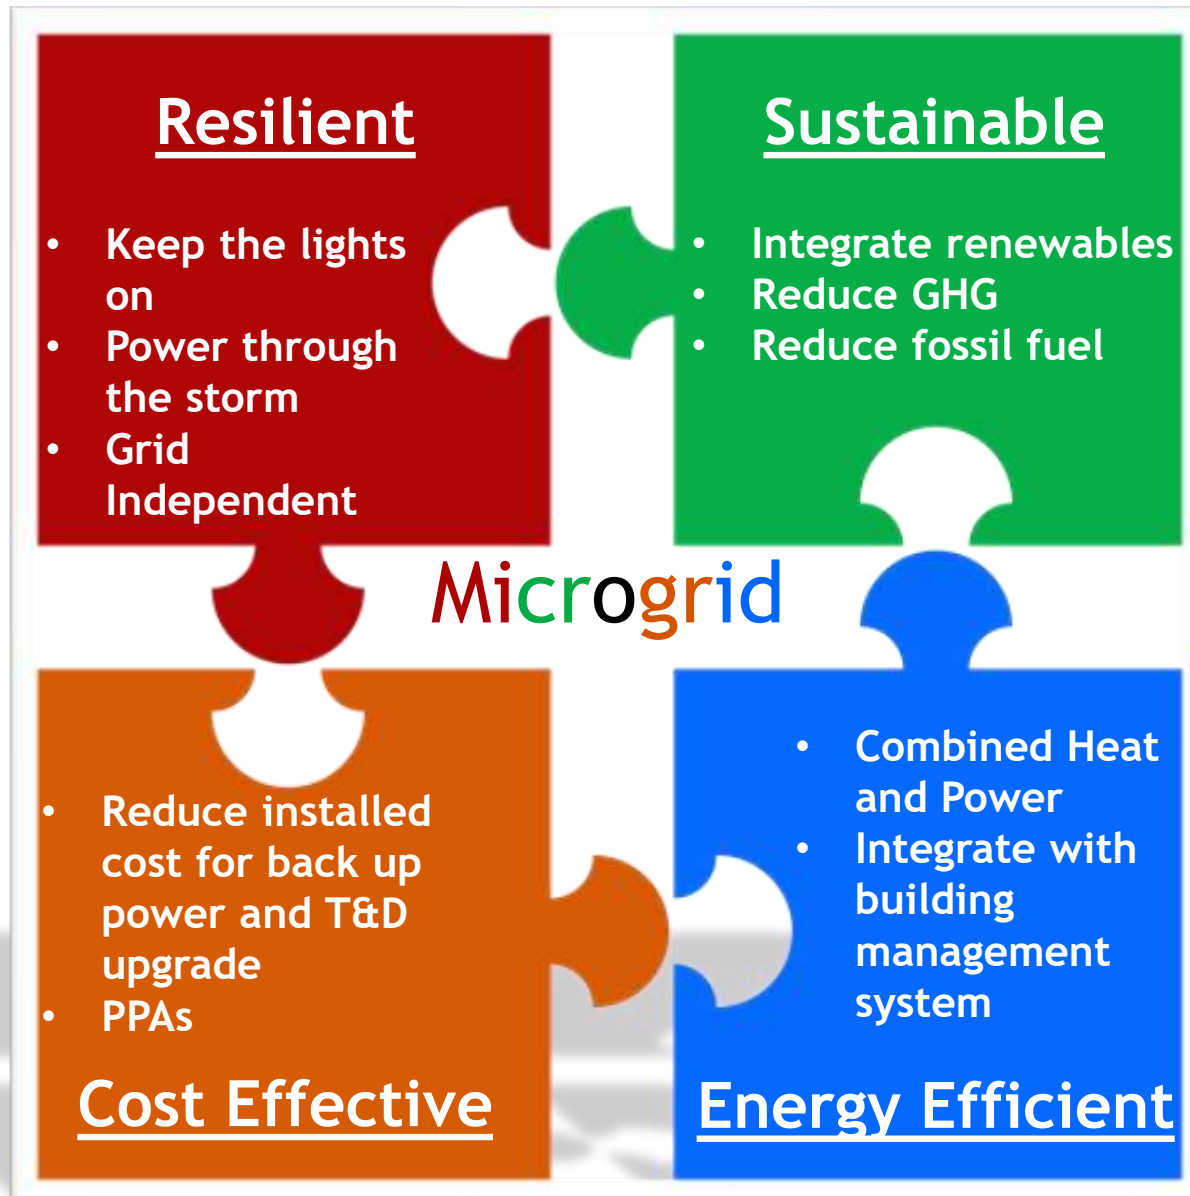 Resilient
• Keep the lights
on
• Power through
the storm
• Grid
Independent
Sustainable
• Integrate renewables
• Reduce GHG
• Reduce fossil fuel
Microgrid
• Reduce installed
cost for back up
power and T&D
upgrade
• PPAs
Cost Effective
• Combined Heat
and Power
• Integrate with
building
management
system
Energy Efficient